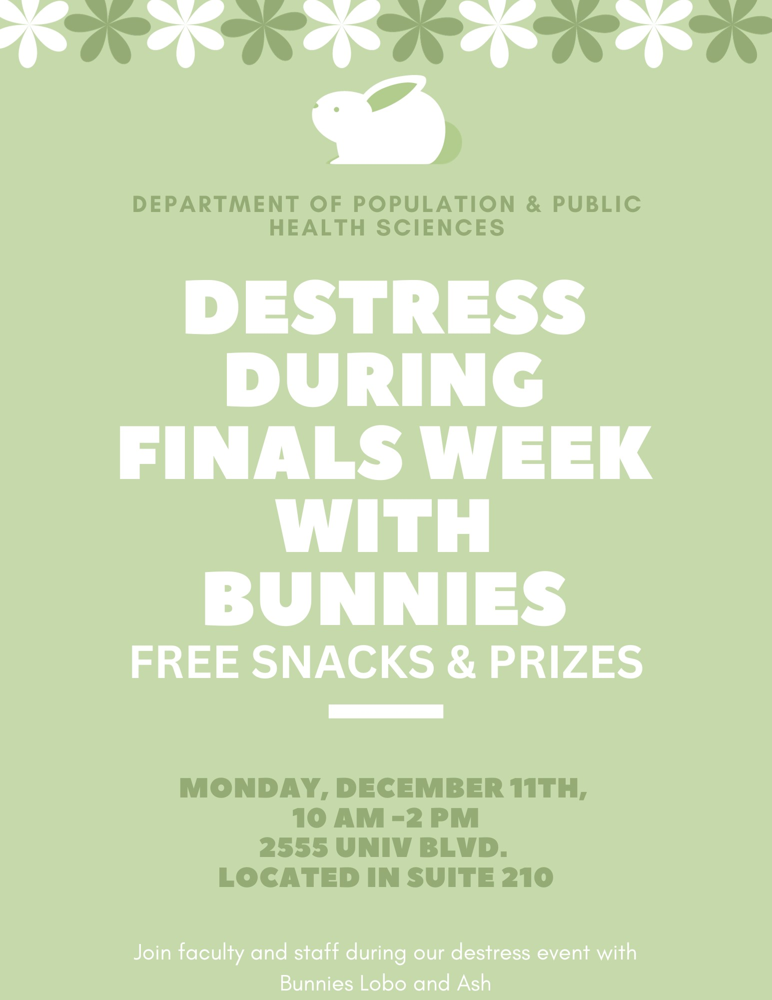 DEPARTMENT OF POPULATION & PUBLIC
HEALTH SCIENCES
DESTRESS
DURING
FINALS WEEK
WITH
BUNNIES
FREE SNACKS & PRIZES
MONDAY, DECEMBER 11TH,
10 AM -2 PM
2555 UNIV BLVD.
LOCATED IN SUITE 210
Join faculty and staff during our destress event with
Bunnies Lobo and Ash